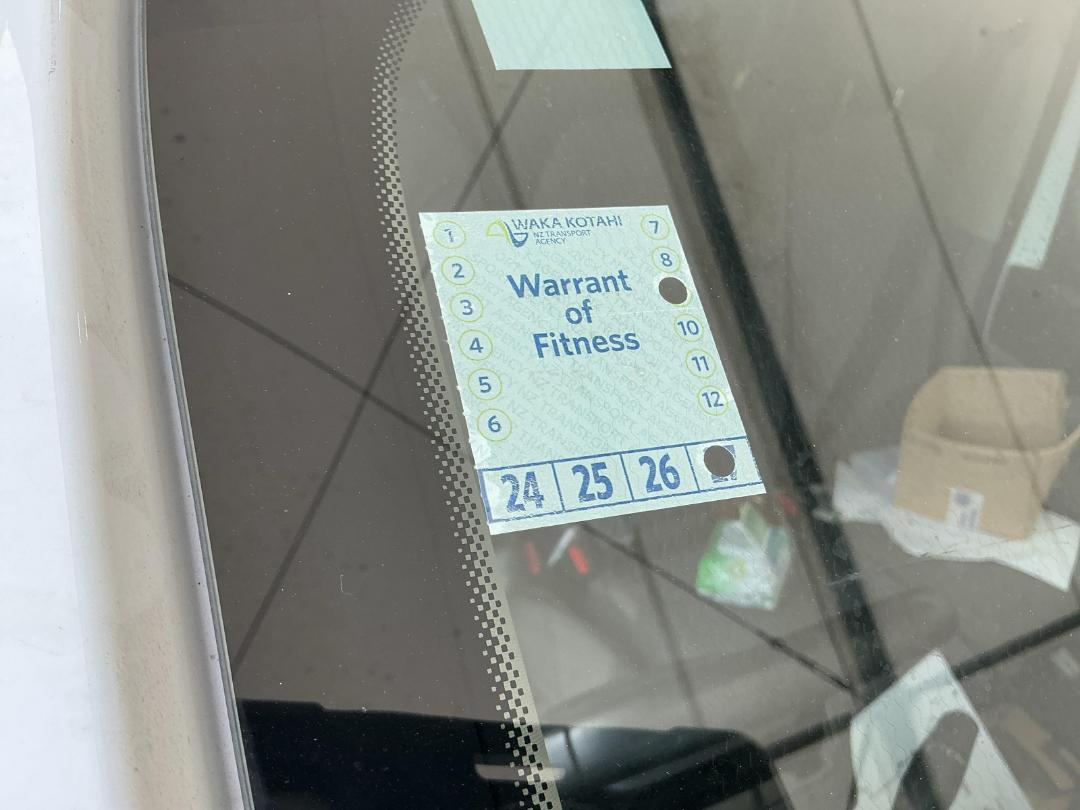 WAKA KOTAHI
NZ TRANSPORT
AGENCY
Warrant
of
Fitness
1
2
3
4
5
6
7
8
10
11
12
24 25 26